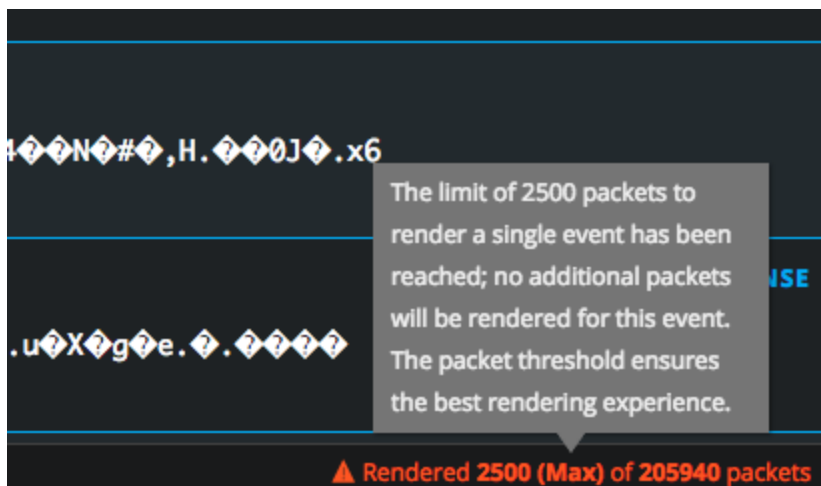 4��N�#�,H.��0J�.x6
The limit of 2500 packets to
render a single event has been
reached; no additional packets
will be rendered for this event.
The packet threshold ensures
the best rendering experience.
.u�X�g�e.�.����
Rendered 2500 (Max) of 205940 packets